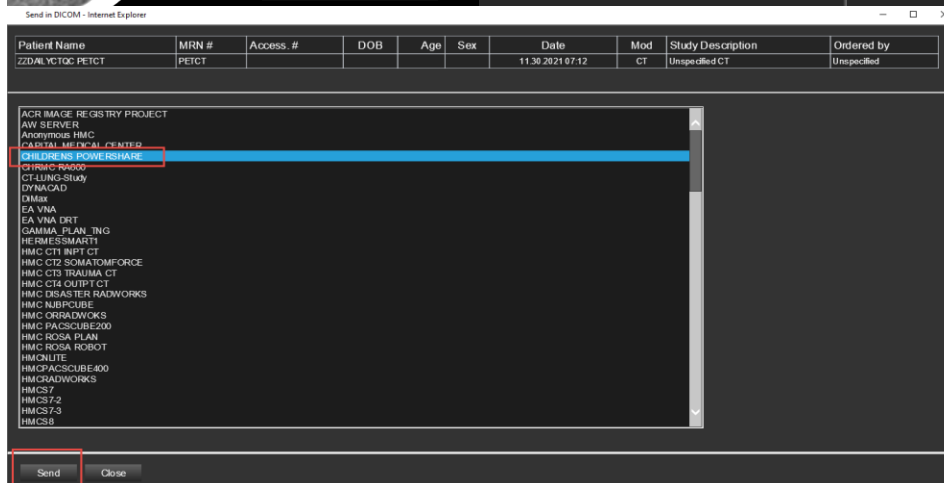 Send in DICOM - Internet Explorer
Patient Name MRN # Access. # DOB Age Sex Date Mod Study Description Ordered by
ZZDAILYCTQC PETCT PETCT 11.30.2021 07:12 CT Unspecified CT Unspecified
ACR IMAGE REGISTRY PROJECT
AW SERVER
Anonymous HMC
CAPITAL MEDICAL CENTER
CHILDRENS POWERSHARE
CHRMC RA600
CT-LUNG-Study
DYNACAD
DiMax
EA VNA
EA VNA DRT
GAMMA_PLAN_TNG
HERMESSMART1
HMC CT1 INPT CT
HMC CT2 SOMATOMFORCE
HMC CT3 TRAUMA CT
HMC CT4 OUTPT CT
HMC DISASTER RADWORKS
HMC NJBPCUBE
HMC ORRADWOKS
HMC PACSCUBE200
HMC ROSA PLAN
HMC ROSA ROBOT
HMCNLITE
HMCPACSCUBE400
HMCRADWORKS
HMCS7
HMCS7-2
HMCS7-3
HMCS8
Send Close